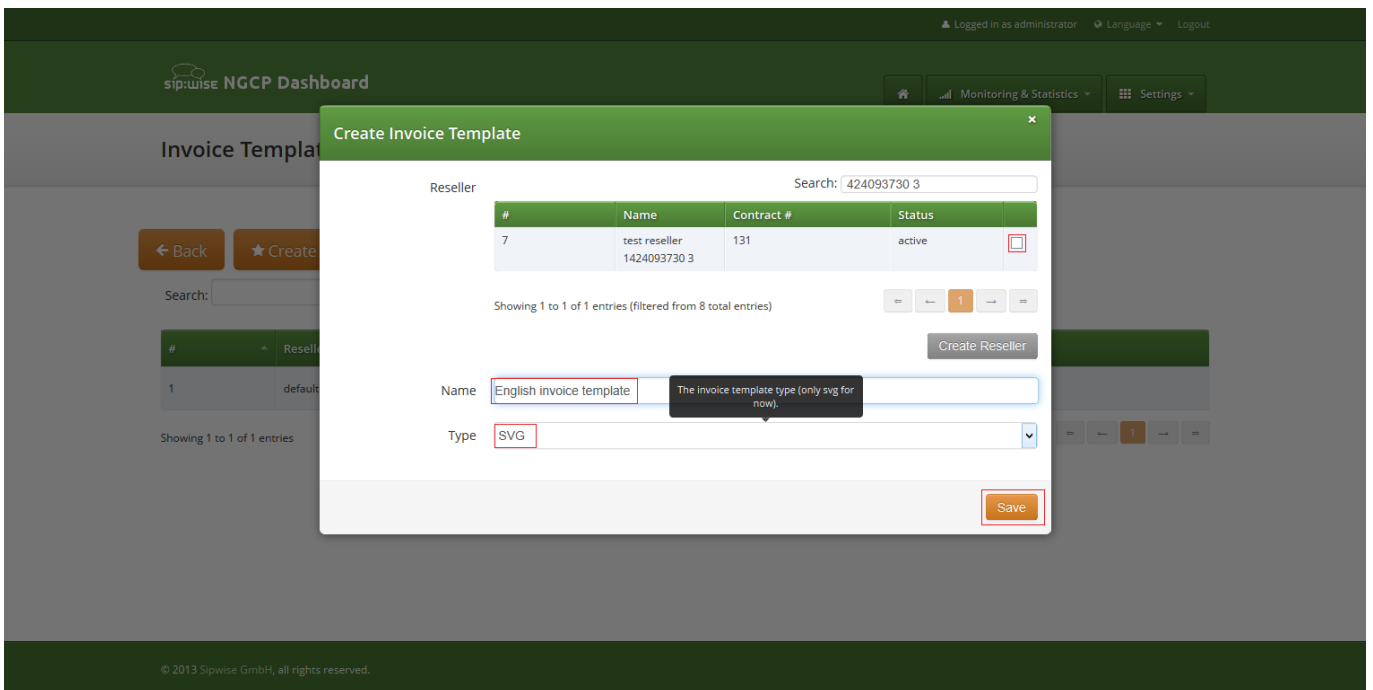 Logged in as administrator Language Logout
sip:wise NGCP Dashboard
Monitoring & Statistics Settings
Create Invoice Template ×
Invoice Templat
Reseller Search: 424093730 3
# Name Contract # Status
7 test reseller 131 active
1424093730 3
Back Create
Search:
Showing 1 to 1 of 1 entries (filtered from 8 total entries) ⇐ ← 1 → ⇒
Create Reseller
# Reselle
1 default
Name English invoice template The invoice template type (only svg for
now).
Type SVG
Showing 1 to 1 of 1 entries ⇐ ← 1 → ⇒
Save
© 2013 Sipwise GmbH, all rights reserved.